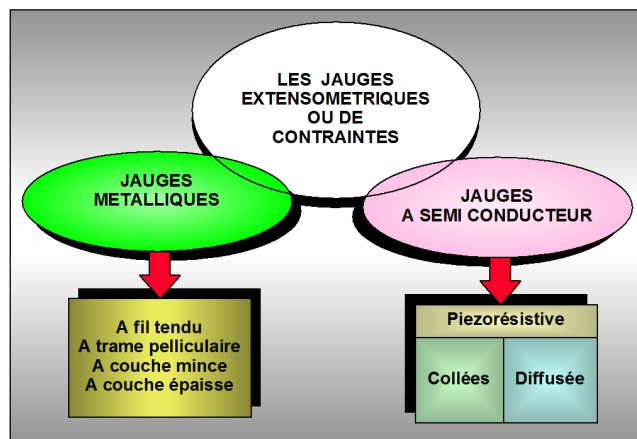 LES JAUGES
EXTENSOMETRIQUES
OU DE
CONTRAINTES
JAUGES
METALLIQUES
JAUGES
A SEMI CONDUCTEUR
A fil tendu
A trame pelliculaire
A couche mince
A couche épaisse
Piezorésistive
Collées
Diffusée